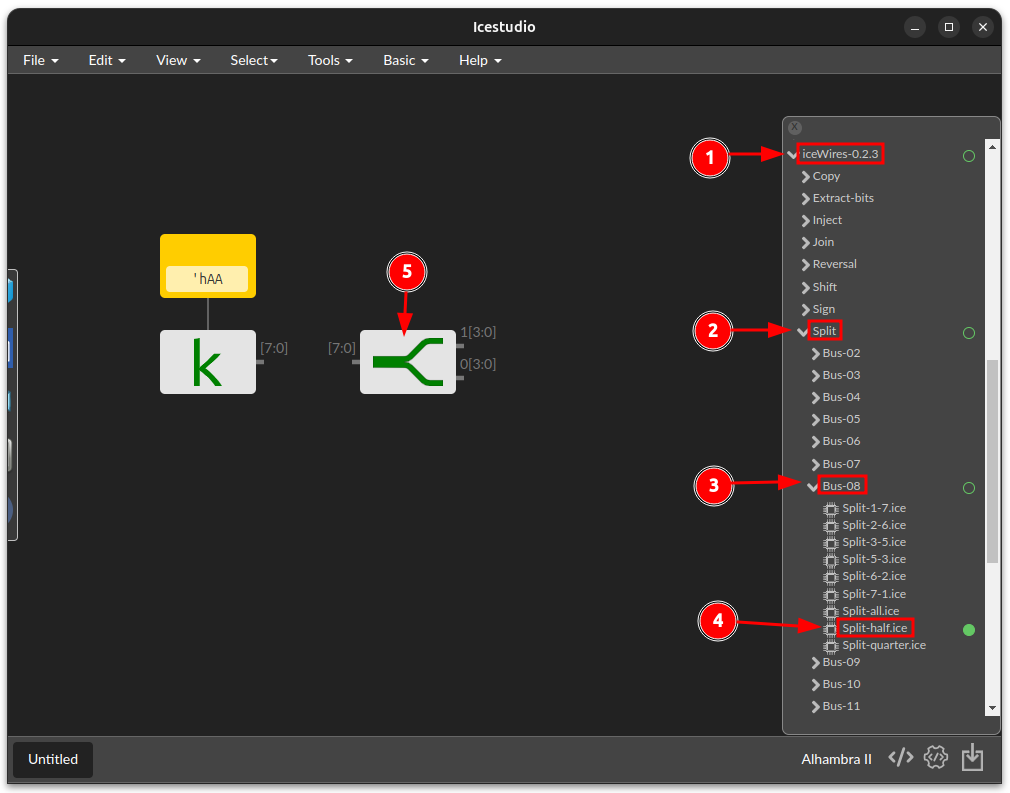 Icestudio
File Edit View Select Tools Basic Help
1
iceWires-0.2.3
Copy
Extract-bits
Inject
Join
Reversal
Shift
Sign
2
Split
Bus-02
Bus-03
Bus-04
Bus-05
Bus-06
Bus-07
3
Bus-08
Split-1-7.ice
Split-2-6.ice
Split-3-5.ice
Split-5-3.ice
Split-6-2.ice
Split-7-1.ice
Split-all.ice
4
Split-half.ice
Split-quarter.ice
Bus-09
Bus-10
Bus-11
'hAA
k
[7:0]
5
[7:0]
1[3:0]
0[3:0]
Untitled
Alhambra II